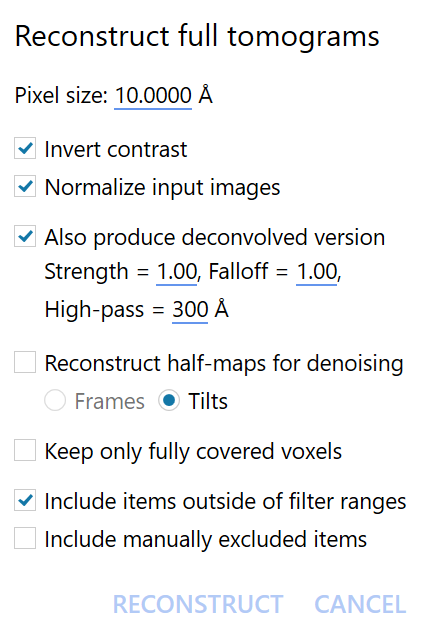 Reconstruct full tomograms
Pixel size: 10.0000 Å
Invert contrast
Normalize input images
Also produce deconvolved version
Strength = 1.00, Falloff = 1.00,
High-pass = 300 Å
Reconstruct half-maps for denoising
Frames Tilts
Keep only fully covered voxels
Include items outside of filter ranges
Include manually excluded items
RECONSTRUCT CANCEL